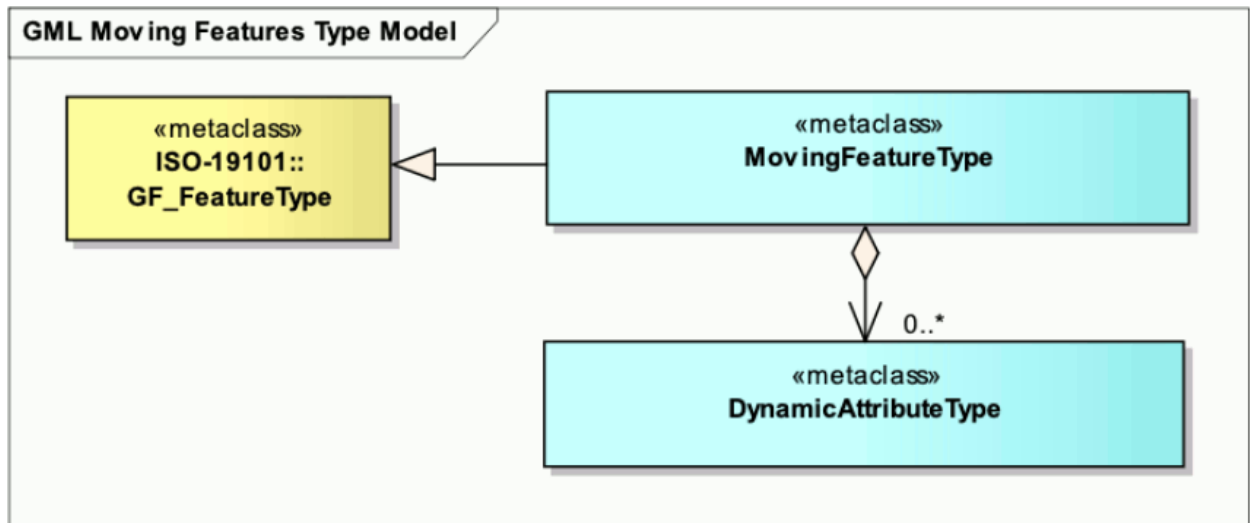 GML Moving Features Type Model
«metaclass»
ISO-19101::
GF_FeatureType
«metaclass»
MovingFeatureType
0..*
«metaclass»
DynamicAttributeType